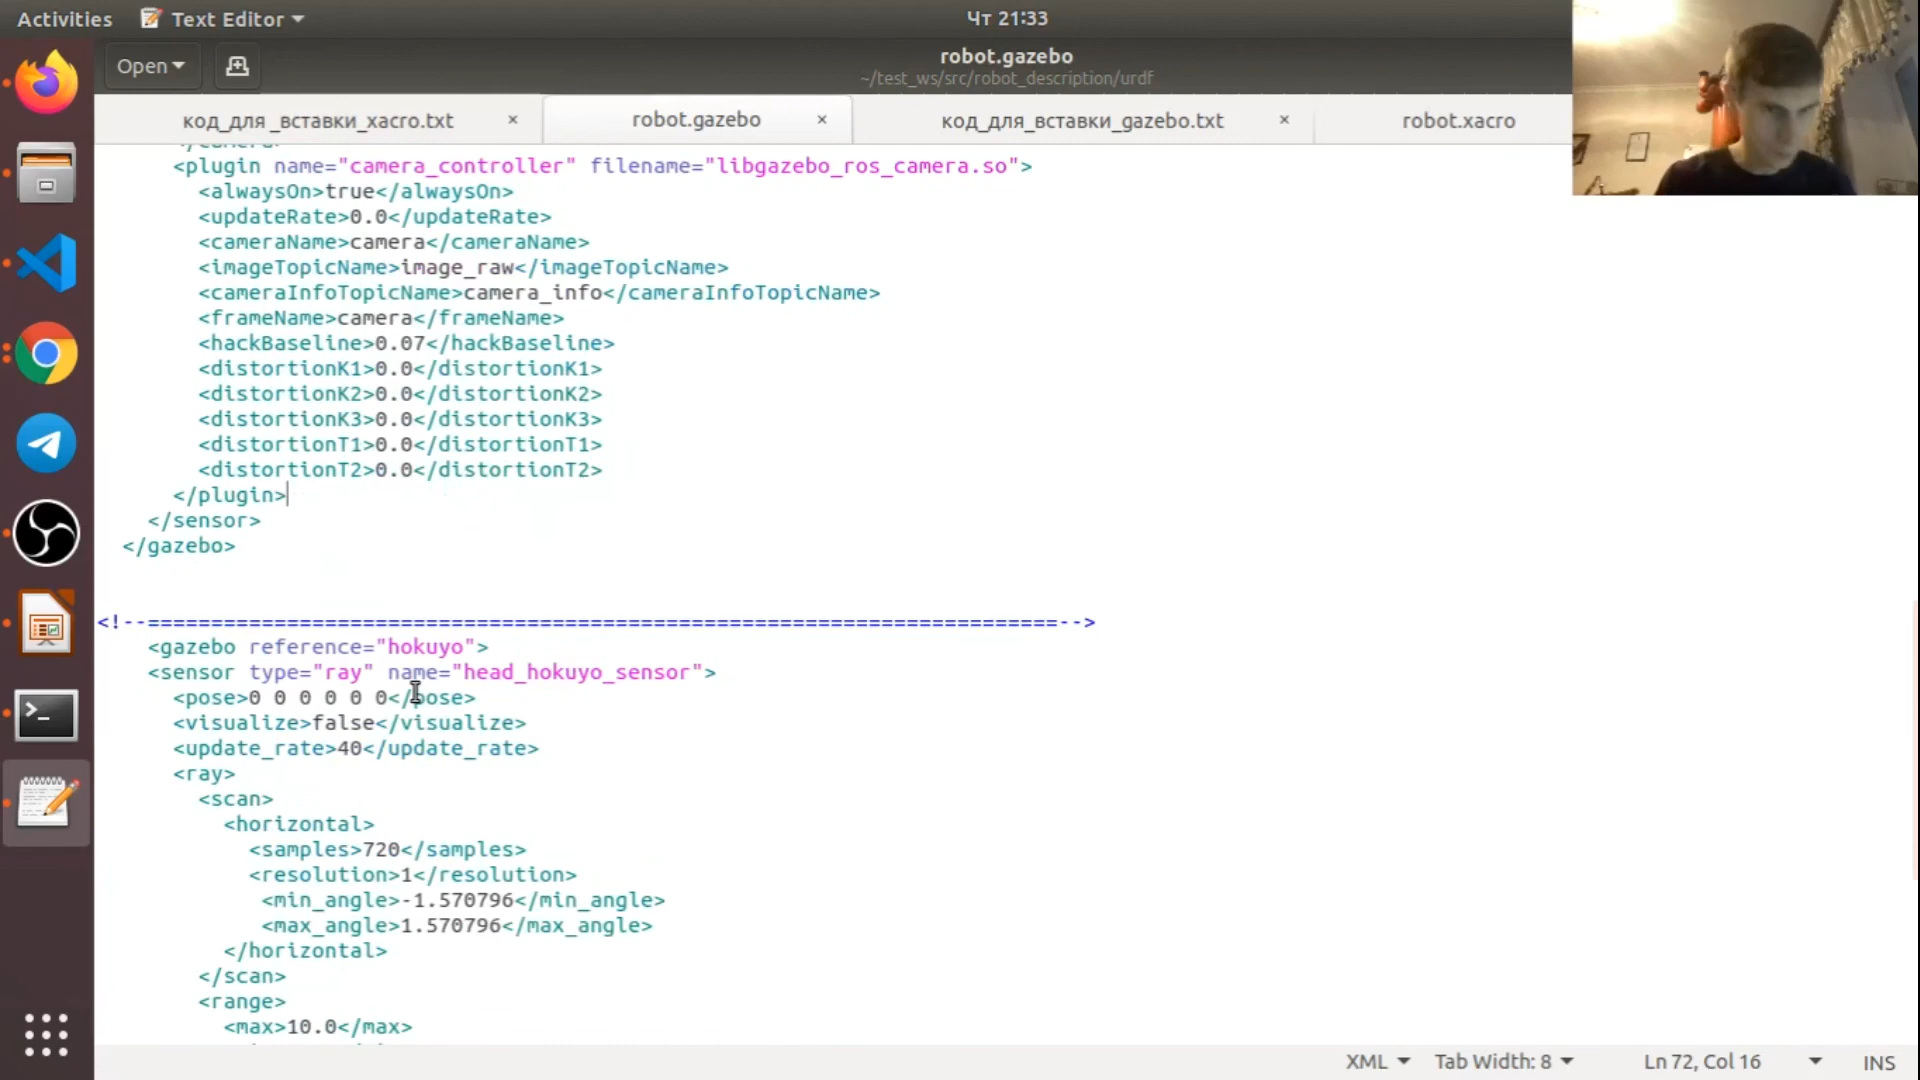 Activities
Text Editor
Чт 21:33
Open
robot.gazebo
~/test_ws/src/robot_description/urdf
код_для _вставки_xacro.txt
robot.gazebo
код_для_вставки_gazebo.txt
robot.xacro
<plugin name="camera_controller" filename="libgazebo_ros_camera.so">
<alwaysOn>true</alwaysOn>
<updateRate>0.0</updateRate>
<cameraName>camera</cameraName>
<imageTopicName>image_raw</imageTopicName>
<cameraInfoTopicName>camera_info</cameraInfoTopicName>
<frameName>camera</frameName>
<hackBaseline>0.07</hackBaseline>
<distortionK1>0.0</distortionK1>
<distortionK2>0.0</distortionK2>
<distortionK3>0.0</distortionK3>
<distortionT1>0.0</distortionT1>
<distortionT2>0.0</distortionT2>
</plugin>
</sensor>
</gazebo>
<!--========================================================================-->
<gazebo reference="hokuyo">
<sensor type="ray" name="head_hokuyo_sensor">
<pose>0 0 0 0 0 0</pose>
<visualize>false</visualize>
<update_rate>40</update_rate>
<ray>
<scan>
<horizontal>
<samples>720</samples>
<resolution>1</resolution>
<min_angle>-1.570796</min_angle>
<max_angle>1.570796</max_angle>
</horizontal>
</scan>
<range>
<max>10.0</max>
XML
Tab Width: 8
Ln 72, Col 16
INS